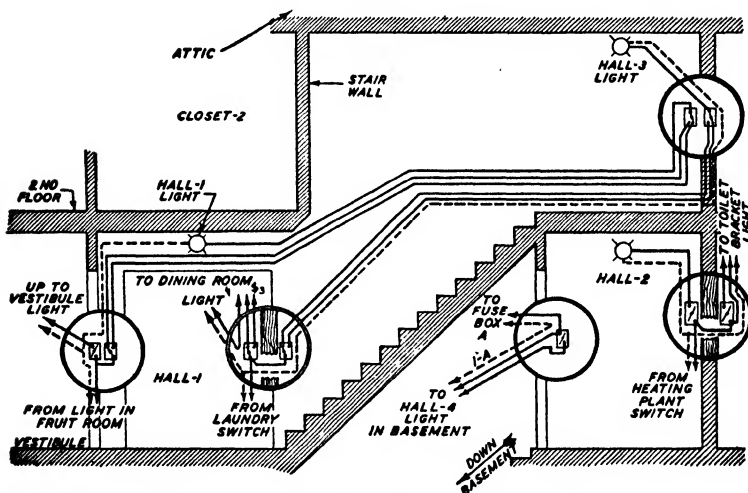 ATTIC
HALL-3
LIGHT
STAIR
WALL
CLOSET-2
2ND
FLOOR
HALL-1
LIGHT
TO TOILET
BRACKET
LIGHT
HALL-2
UP TO
VESTIBULE
LIGHT
TO DINING ROOM
LIGHT
S3
TO
FUSE
BOX
A
1-A
HALL-1
FROM LIGHT IN
FRUIT ROOM
VESTIBULE
FROM
LAUNDRY
SWITCH
TO
HALL-4
LIGHT
IN BASEMENT
FROM
HEATING
PLANT
SWITCH
DOWN
BASEMENT